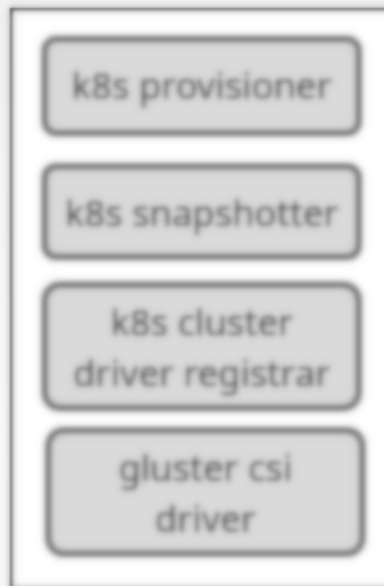 k8s provisioner
k8s snapshotter
k8s cluster
driver registrar
gluster csi
driver